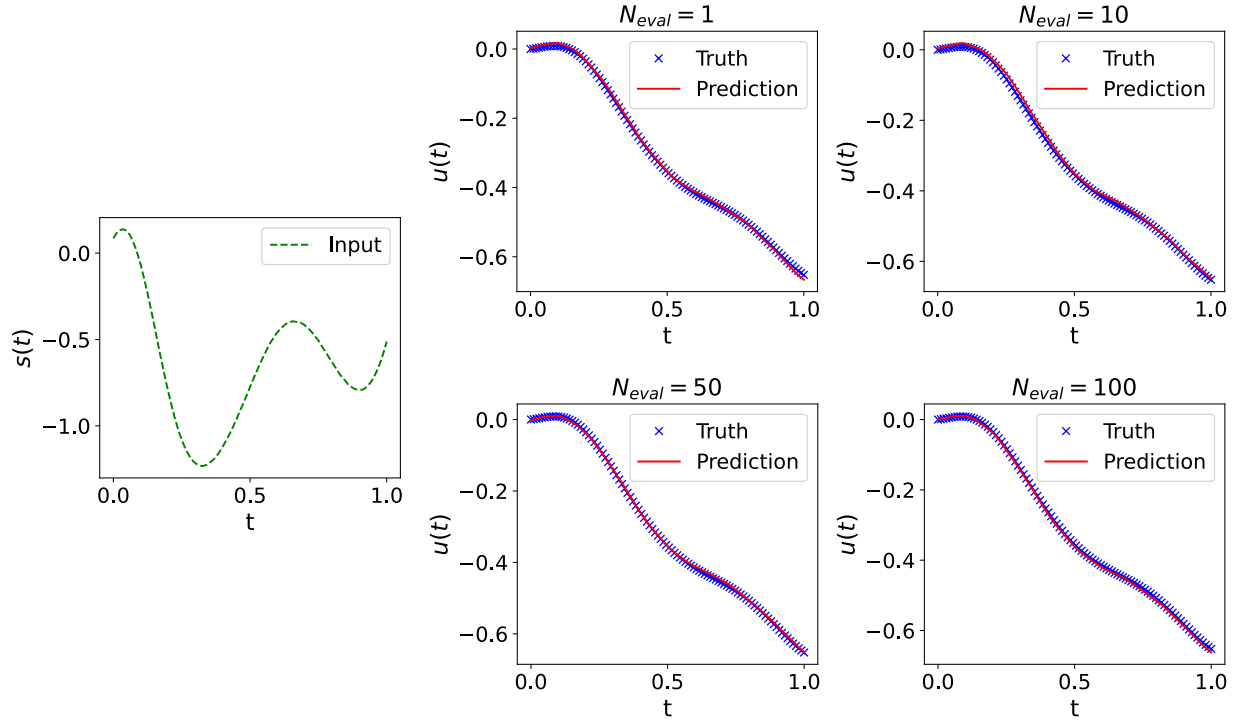 0.0
−0.5
−1.0
s(t)
Input
0.0 0.5 1.0
t
N_eval = 1
0.0
−0.2
−0.4
−0.6
u(t)
Truth
Prediction
0.0 0.5 1.0
t
N_eval = 10
0.0
−0.2
−0.4
−0.6
u(t)
Truth
Prediction
0.0 0.5 1.0
t
N_eval = 50
0.0
−0.2
−0.4
−0.6
u(t)
Truth
Prediction
0.0 0.5 1.0
t
N_eval = 100
0.0
−0.2
−0.4
−0.6
u(t)
Truth
Prediction
0.0 0.5 1.0
t